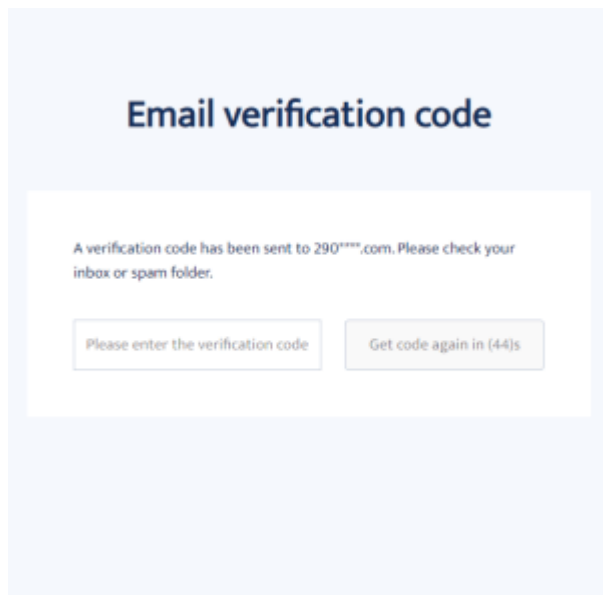 Email verification code
A verification code has been sent to 290****.com. Please check your
inbox or spam folder.
Please enter the verification code
Get code again in (44)s